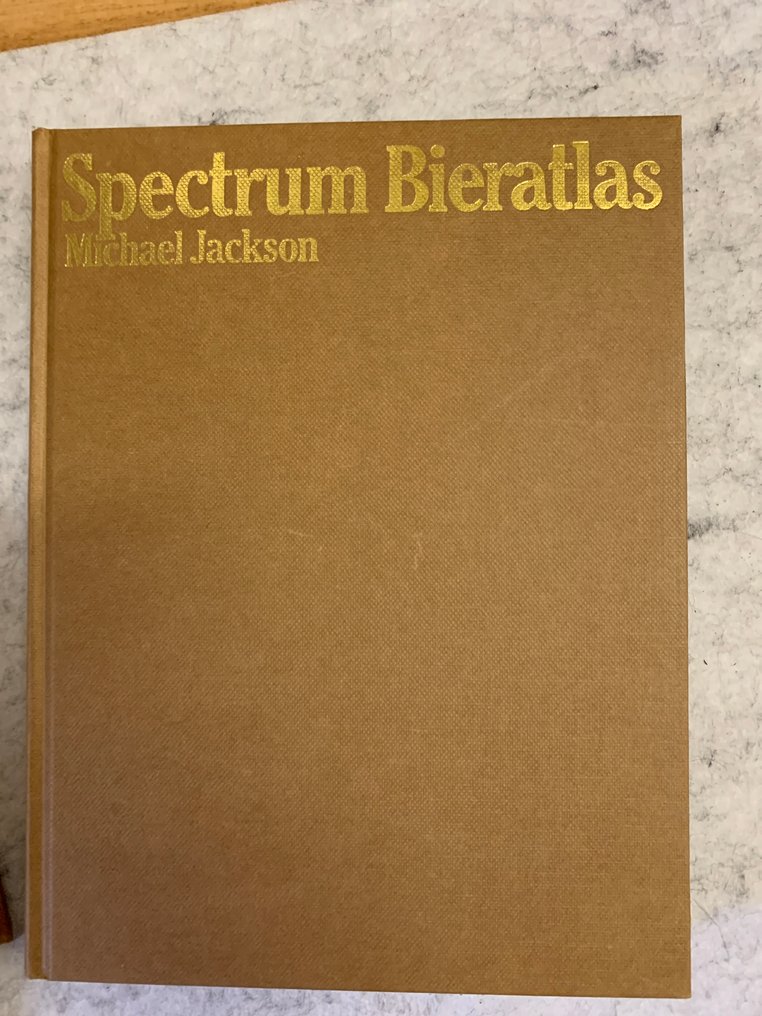 Spectrum Bieratlas
Michael Jackson